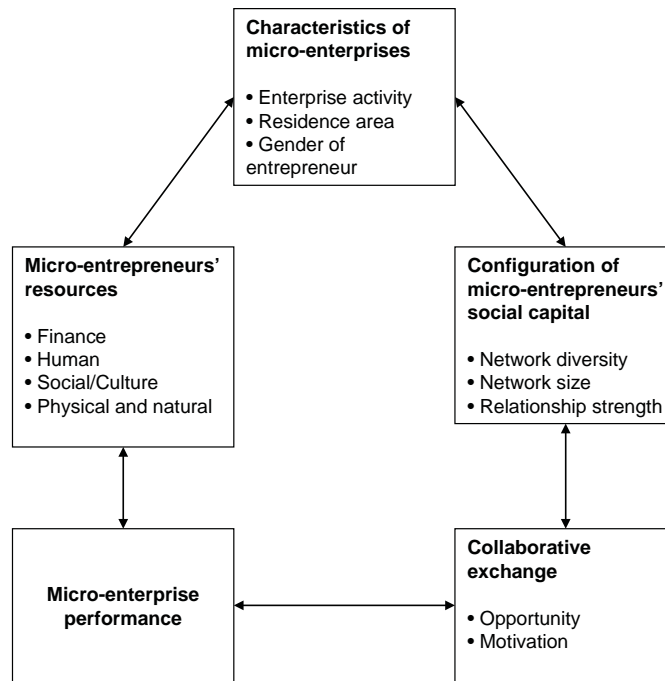 Characteristics of
micro-enterprises
• Enterprise activity
• Residence area
• Gender of
entrepreneur
Micro-entrepreneurs’
resources
• Finance
• Human
• Social/Culture
• Physical and natural
Configuration of
micro-entrepreneurs’
social capital
• Network diversity
• Network size
• Relationship strength
Micro-enterprise
performance
Collaborative
exchange
• Opportunity
• Motivation